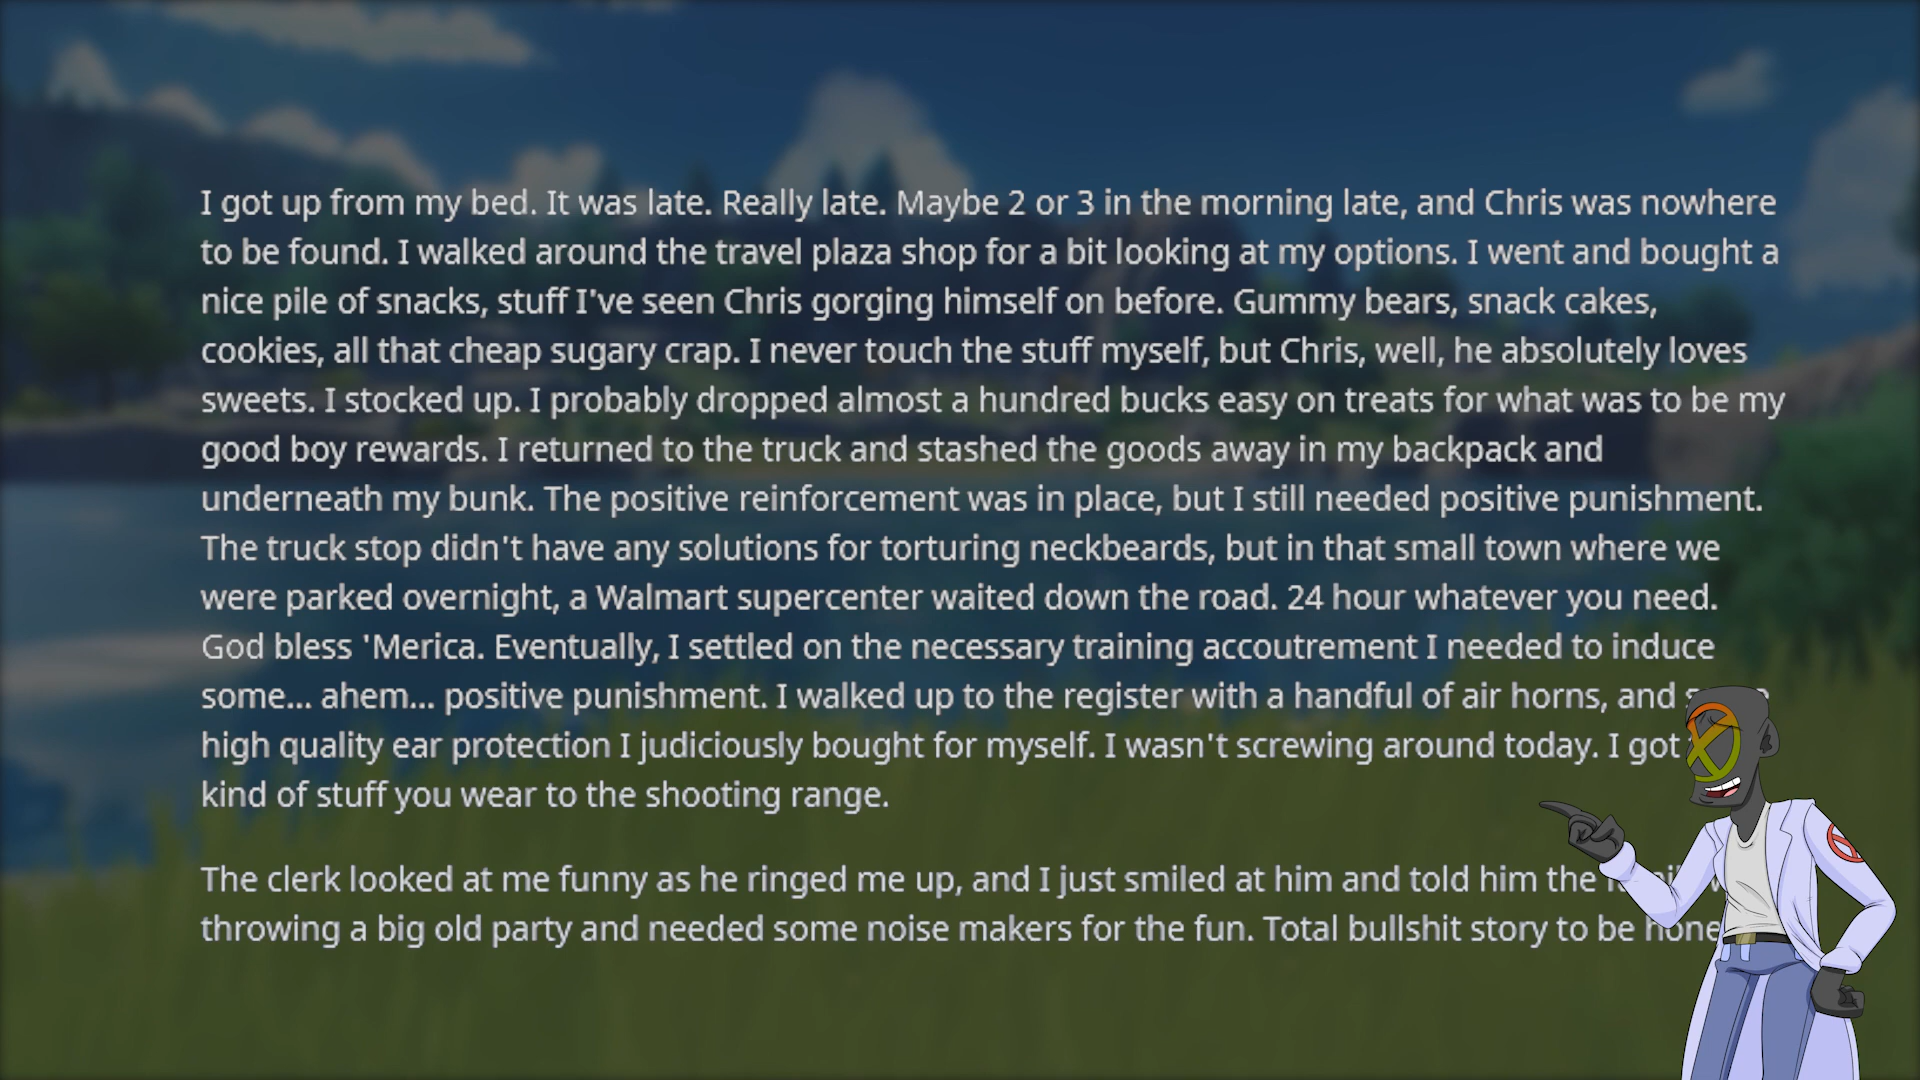 I got up from my bed. It was late. Really late. Maybe 2 or 3 in the morning late, and Chris was nowhere
to be found. I walked around the travel plaza shop for a bit looking at my options. I went and bought a
nice pile of snacks, stuff I've seen Chris gorging himself on before. Gummy bears, snack cakes,
cookies, all that cheap sugary crap. I never touch the stuff myself, but Chris, well, he absolutely loves
sweets. I stocked up. I probably dropped almost a hundred bucks easy on treats for what was to be my
good boy rewards. I returned to the truck and stashed the goods away in my backpack and
underneath my bunk. The positive reinforcement was in place, but I still needed positive punishment.
The truck stop didn't have any solutions for torturing neckbeards, but in that small town where we
were parked overnight, a Walmart supercenter waited down the road. 24 hour whatever you need.
God bless 'Merica. Eventually, I settled on the necessary training accoutrement I needed to induce
some... ahem... positive punishment. I walked up to the register with a handful of air horns, and
high quality ear protection I judiciously bought for myself. I wasn't screwing around today. I got
kind of stuff you wear to the shooting range.
The clerk looked at me funny as he ringed me up, and I just smiled at him and told him the
throwing a big old party and needed some noise makers for the fun. Total bullshit story to be